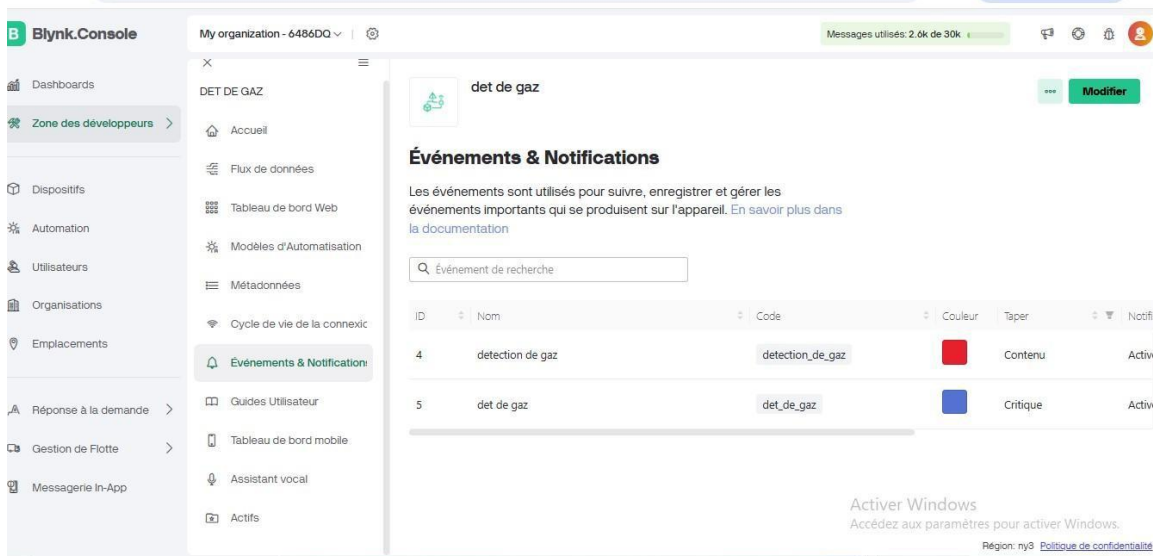 B Blynk.Console
My organization - 6486DQ
Messages utilisés: 2.6k de 30k
Dashboards
Zone des développeurs
Dispositifs
Automation
Utilisateurs
Organisations
Emplacements
Réponse à la demande
Gestion de Flotte
Messagerie In-App
DET DE GAZ
Accueil
Flux de données
Tableau de bord Web
Modèles d'Automatisation
Métadonnées
Cycle de vie de la connexic
Événements & Notification
Guides Utilisateur
Tableau de bord mobile
Assistant vocal
Actifs
det de gaz
Modifier
Événements & Notifications
Les événements sont utilisés pour suivre, enregistrer et gérer les
événements importants qui se produisent sur l'appareil. En savoir plus dans
la documentation
Événement de recherche
ID Nom Code Couleur Taper Notifi
4 detection de gaz detection_de_gaz Contenu Activ
5 det de gaz det_de_gaz Critique Activ
Activer Windows
Accédez aux paramètres pour activer Windows.
Région: ny3 Politique de confidentialité